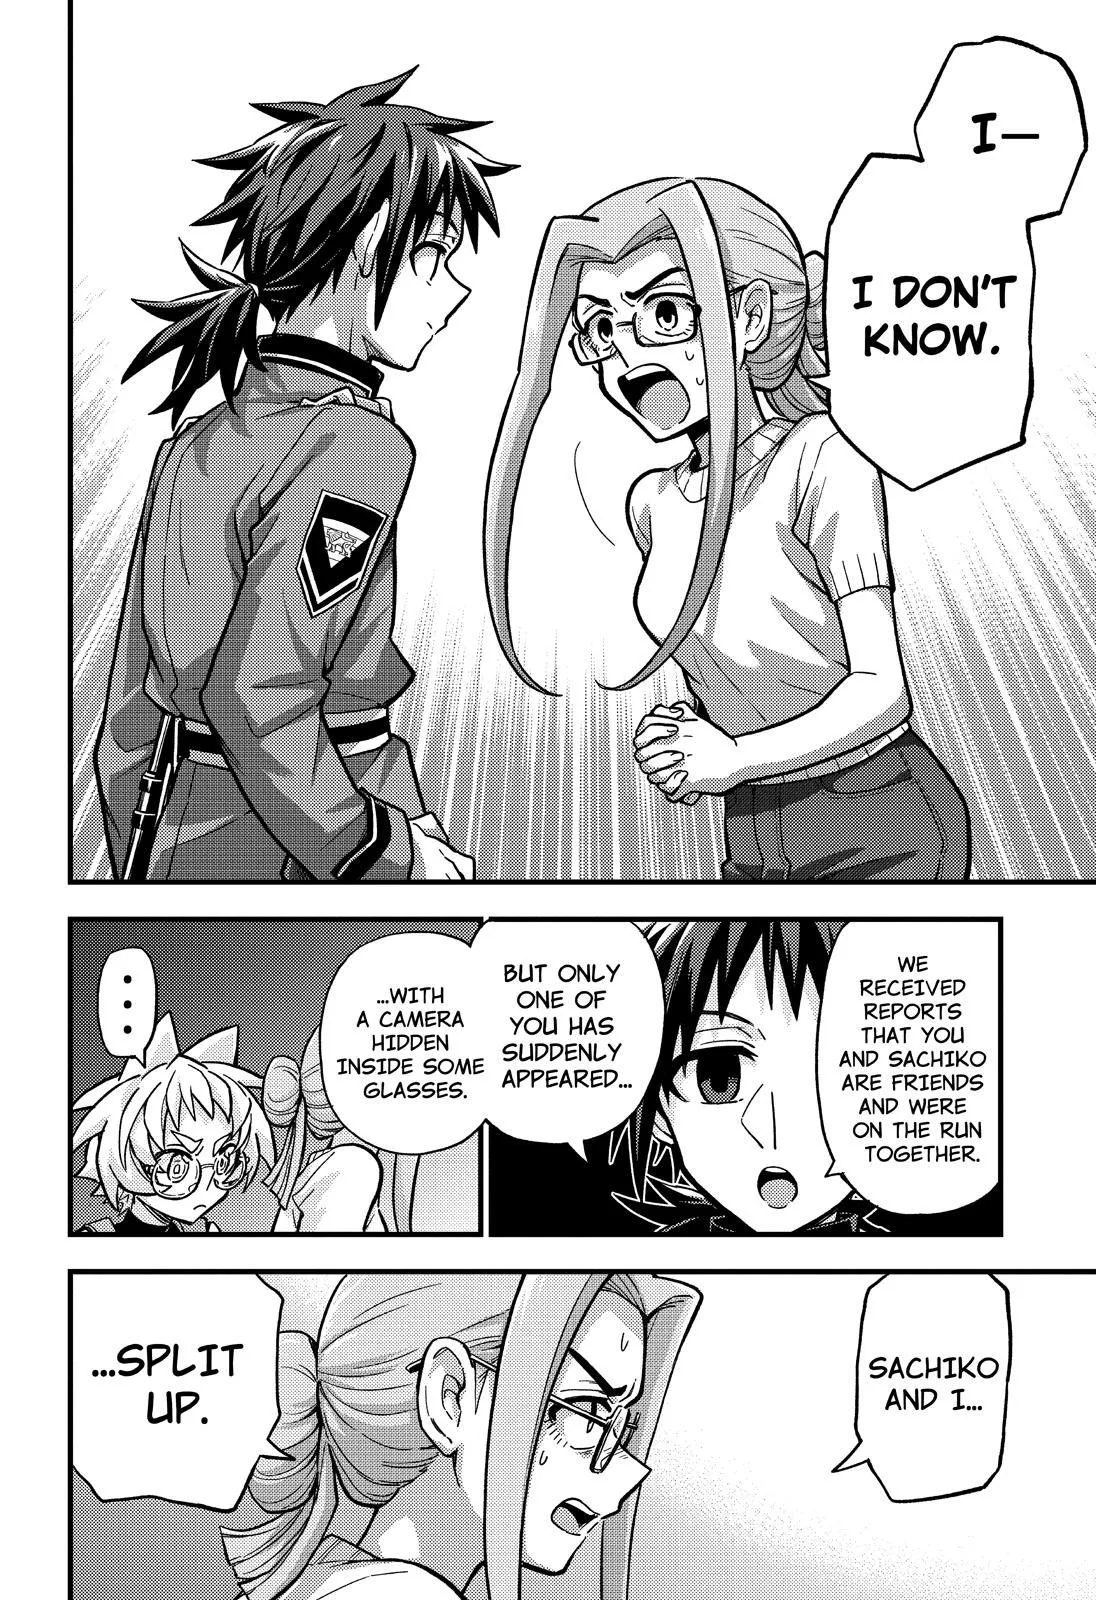 I—
I DON'T
KNOW.
WE
RECEIVED
REPORTS
THAT YOU
AND SACHIKO
ARE FRIENDS
AND WERE
ON THE RUN
TOGETHER.
BUT ONLY
ONE OF
YOU HAS
SUDDENLY
APPEARED...
...WITH
A CAMERA
HIDDEN
INSIDE SOME
GLASSES.
...
SACHIKO
AND I...
...SPLIT
UP.